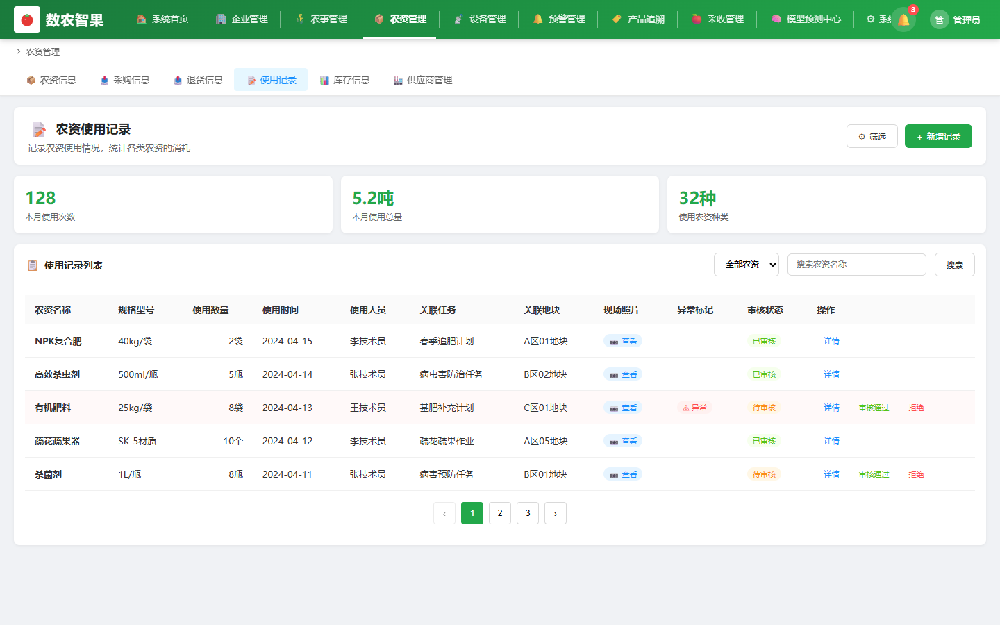 数农智果
系统首页
企业管理
农事管理
农资管理
设备管理
预警管理
产品追溯
采收管理
模型预测中心
系
3
管 管理员
› 农资管理
农资信息
采购信息
退货信息
使用记录
库存信息
供应商管理
农资使用记录
记录农资使用情况，统计各类农资的消耗
筛选
+ 新增记录
128
本月使用次数
5.2吨
本月使用总量
32种
使用农资种类
使用记录列表
全部农资
搜索农资名称...
搜索
农资名称 规格型号 使用数量 使用时间 使用人员 关联任务 关联地块 现场照片 异常标记 审核状态 操作
NPK复合肥 40kg/袋 2袋 2024-04-15 李技术员 春季追肥计划 A区01地块 查看 已审核 详情
高效杀虫剂 500ml/瓶 5瓶 2024-04-14 张技术员 病虫害防治任务 B区02地块 查看 已审核 详情
有机肥料 25kg/袋 8袋 2024-04-13 王技术员 基肥补充计划 C区01地块 查看 ⚠ 异常 待审核 详情 审核通过 拒绝
疏花疏果器 SK-5材质 10个 2024-04-12 李技术员 疏花疏果作业 A区05地块 查看 已审核 详情
杀菌剂 1L/瓶 8瓶 2024-04-11 张技术员 病害预防任务 B区01地块 查看 待审核 详情 审核通过 拒绝
‹ 1 2 3 ›